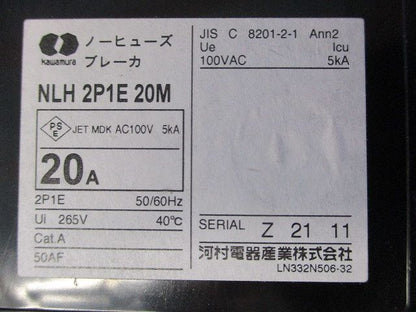 kawamura
ノーヒューズ
ブレーカ
NLH 2P1E 20M
PS
E
JET MDK AC100V 5kA
20A
2P1E 50/60Hz
Ui 265V 40℃
Cat.A
50AF
JIS C 8201-2-1 Ann2
Ue Icu
100VAC 5kA
SERIAL Z 21 11
河村電器産業株式会社
LN332N506-32